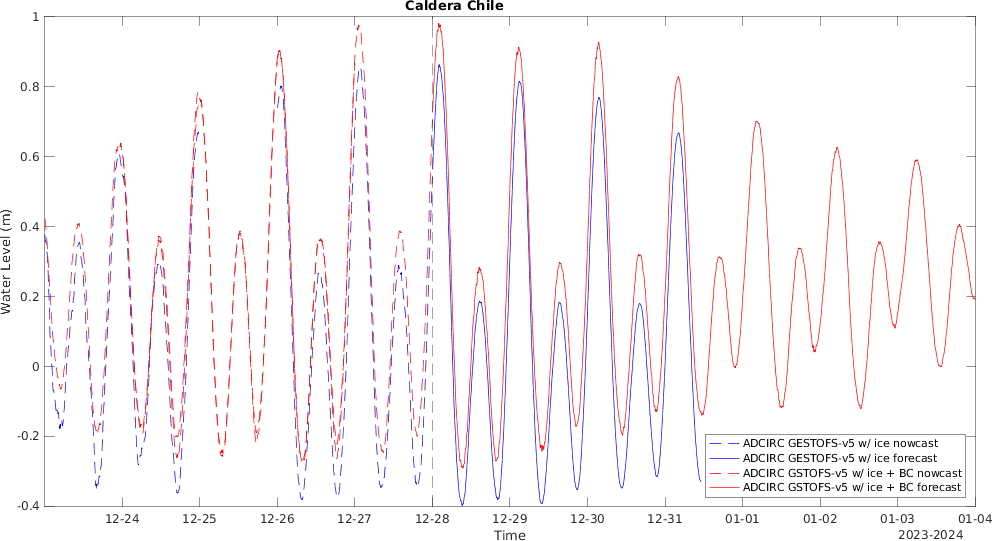 Caldera Chile
1
0.8
0.6
0.4
0.2
0
-0.2
-0.4
Water Level (m)
ADCIRC GESTOFS-v5 w/ ice nowcast
ADCIRC GESTOFS-v5 w/ ice forecast
ADCIRC GSTOFS-v5 w/ ice + BC nowcast
ADCIRC GSTOFS-v5 w/ ice + BC forecast
12-24 12-25 12-26 12-27 12-28 12-29 12-30 12-31 01-01 01-02 01-03 01-04
Time
2023-2024